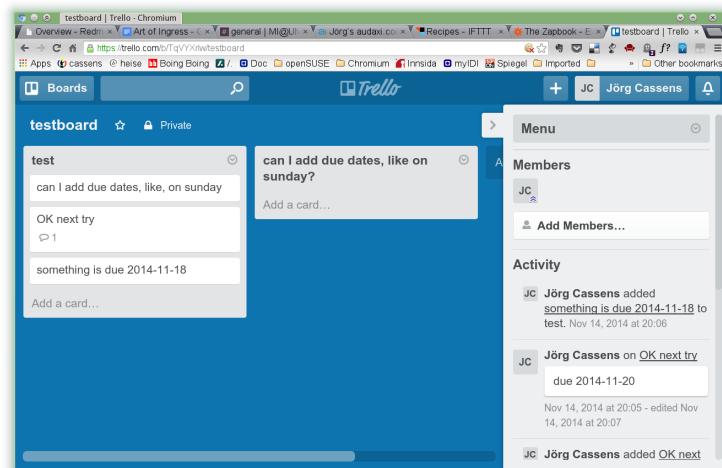 testboard | Trello - Chromium
Overview - Redm × Art of Ingress - G × general | MI@Uh × Jörg's audaxi.co × Recipes - IFTTT × The Zapbook - E × testboard | Trello ×
https://trello.com/b/TqVYXrlw/testboard
Apps cassens heise Boing Boing /. Doc openSUSE Chromium Innsida myIDI Spiegel Imported » Other bookmarks
Boards Trello JC Jörg Cassens
testboard Private
test
can I add due dates, like, on sunday
OK next try
1
something is due 2014-11-18
Add a card…
can I add due dates, like on
sunday?
Add a card…
A
Menu
Members
JC
Add Members…
Activity
JC Jörg Cassens added
something is due 2014-11-18 to
test. Nov 14, 2014 at 20:06
JC Jörg Cassens on OK next try
due 2014-11-20
Nov 14, 2014 at 20:05 - edited Nov
14, 2014 at 20:07
JC Jörg Cassens added OK next